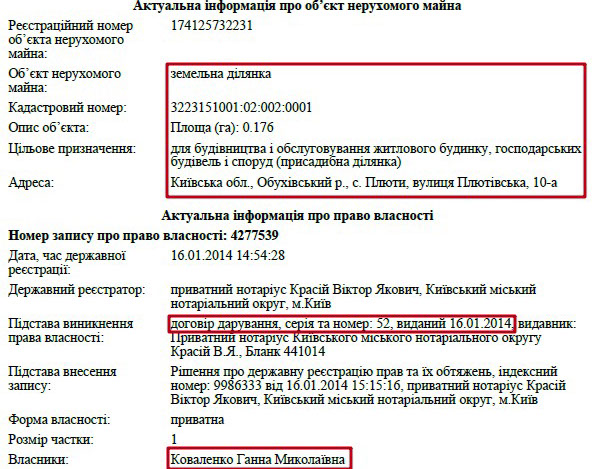 Актуальна інформація про об’єкт нерухомого майна
Реєстраційний номер 174125732231
об’єкта нерухомого
майна:
Об’єкт нерухомого земельна ділянка
майна:
Кадастровий номер: 3223151001:02:002:0001
Опис об’єкта: Площа (га): 0.176
Цільове призначення: для будівництва і обслуговування житлового будинку, господарських
будівель і споруд (присадибна ділянка)
Адреса: Київська обл., Обухівський р., с. Плюти, вулиця Плютівська, 10-а
Актуальна інформація про право власності
Номер запису про право власності: 4277539
Дата, час державної 16.01.2014 14:54:28
реєстрації:
Державний реєстратор: приватний нотаріус Красій Віктор Якович, Київський міський
нотаріальний округ, м.Київ
Підстава виникнення договір дарування, серія та номер: 52, виданий 16.01.2014, видавник:
права власності: Приватний нотаріус Київського міського нотаріального округу
Красій В.Я., Бланк 441014
Підстава внесення Рішення про державну реєстрацію прав та їх обтяжень, індексний
запису: номер: 9986333 від 16.01.2014 15:15:16, приватний нотаріус Красій
Віктор Якович, Київський міський нотаріальний округ, м.Київ
Форма власності: приватна
Розмір частки: 1
Власники: Коваленко Ганна Миколаївна